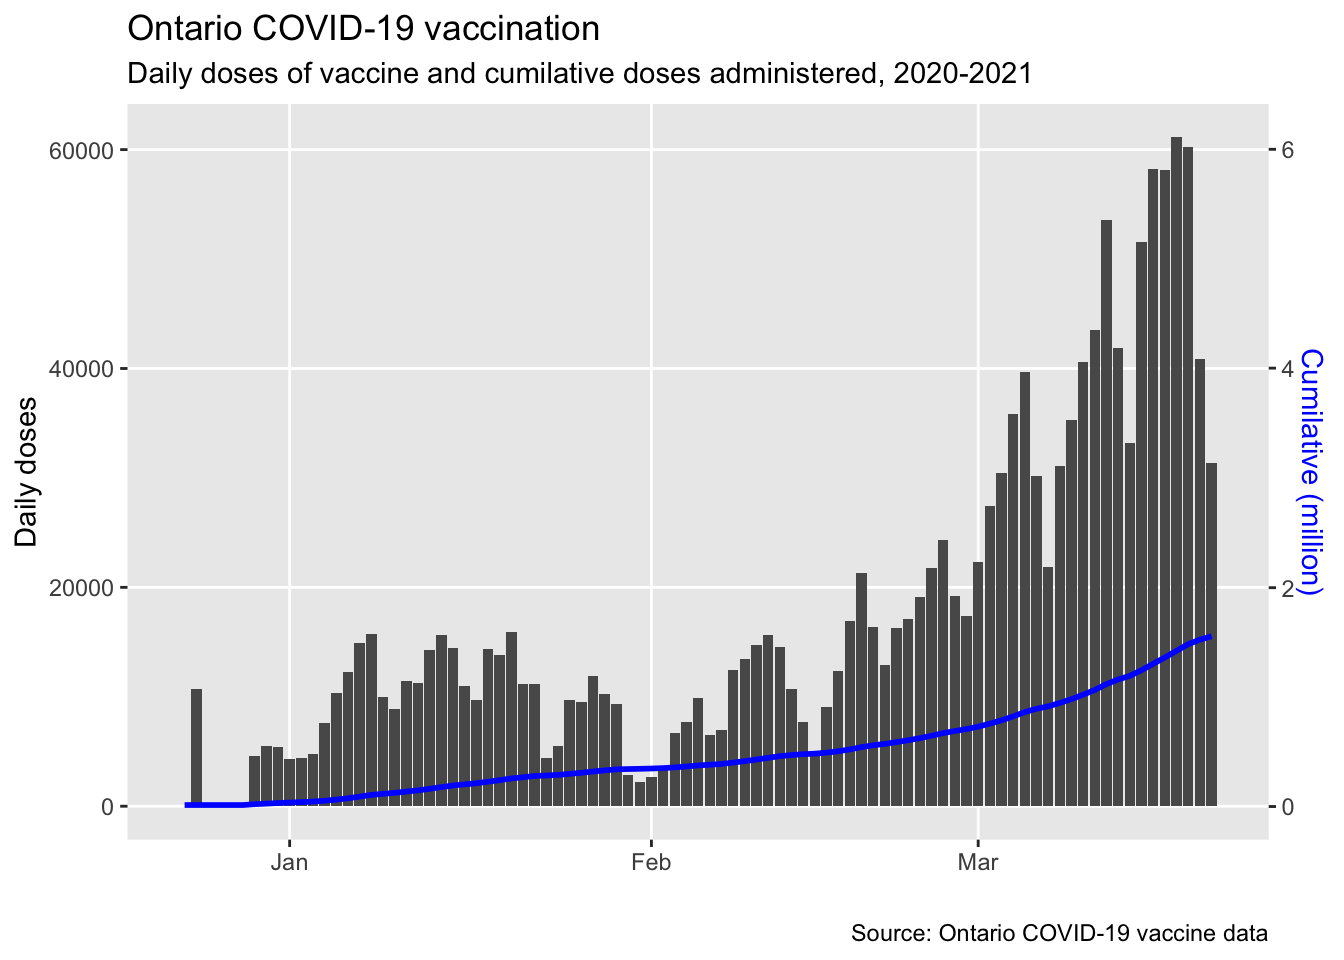 Ontario COVID-19 vaccination
Daily doses of vaccine and cumilative doses administered, 2020-2021
60000
40000
20000
0
Daily doses
6
4
2
0
Cumilative (million)
Jan
Feb
Mar
Source: Ontario COVID-19 vaccine data